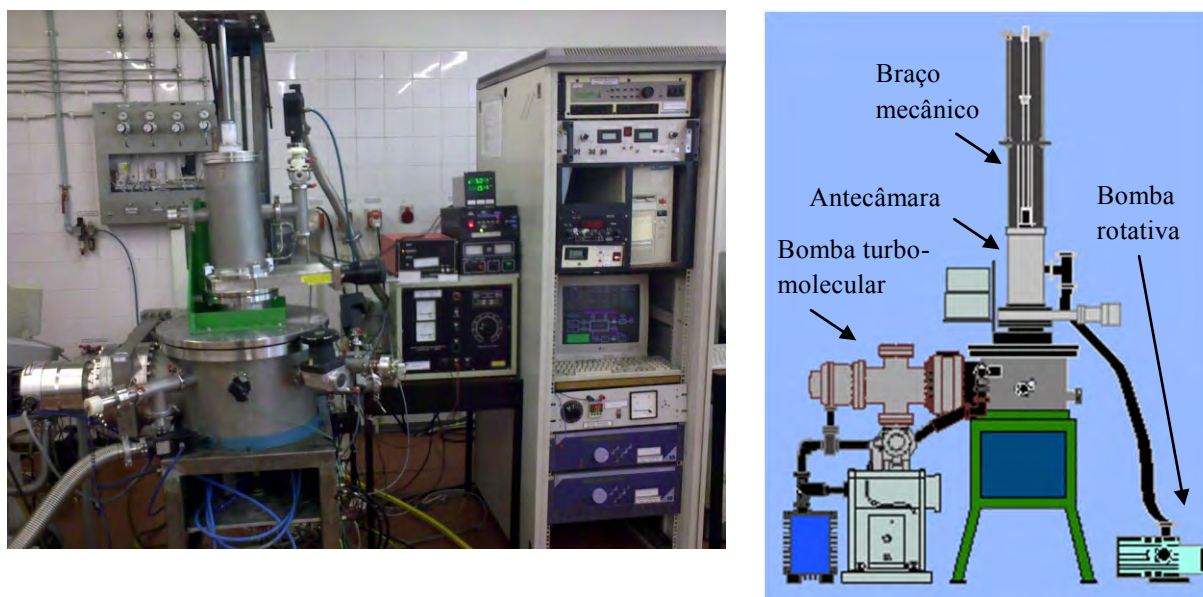 Braço
mecânico
Antecâmara
Bomba
rotativa
Bomba turbo-
molecular